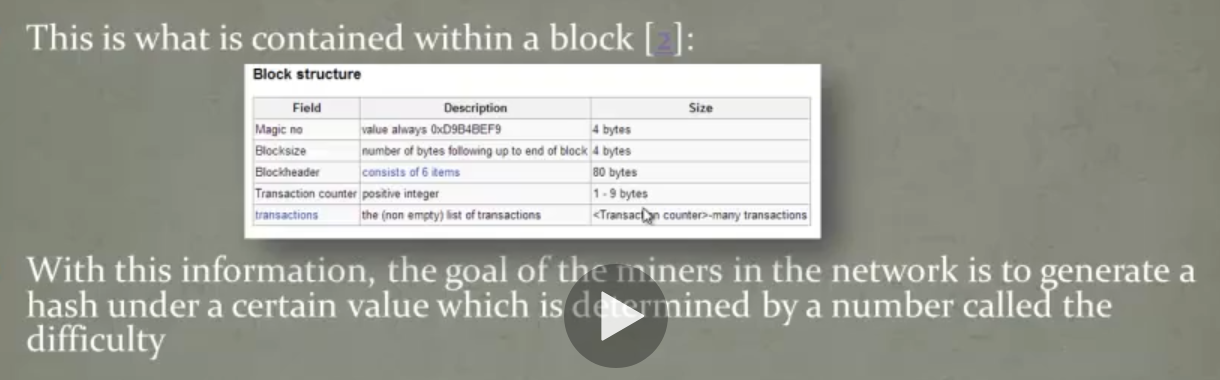 This is what is contained within a block [2]:
Block structure
Field Description Size
Magic no value always 0xD9B4BEF9 4 bytes
Blocksize number of bytes following up to end of block 4 bytes
Blockheader consists of 6 items 80 bytes
Transaction counter positive integer 1 - 9 bytes
transactions the (non empty) list of transactions <Transaction counter>-many transactions
With this information, the goal of the miners in the network is to generate a
hash under a certain value which is determined by a number called the
difficulty